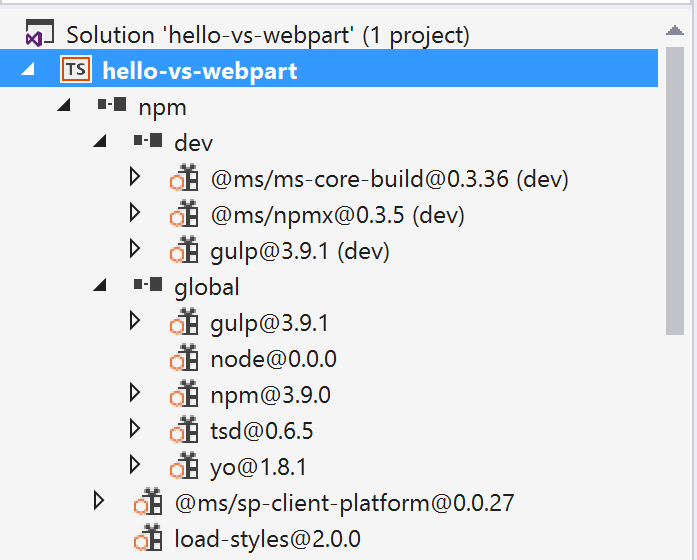 Solution 'hello-vs-webpart' (1 project)
TS hello-vs-webpart
npm
dev
@ms/ms-core-build@0.3.36 (dev)
@ms/npmx@0.3.5 (dev)
gulp@3.9.1 (dev)
global
gulp@3.9.1
node@0.0.0
npm@3.9.0
tsd@0.6.5
yo@1.8.1
@ms/sp-client-platform@0.0.27
load-styles@2.0.0